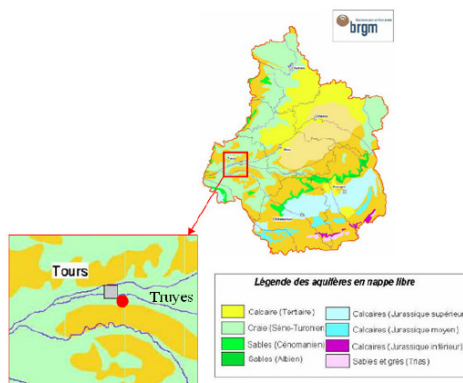 brgm
Tours
Truyes
Légende des aquifères en nappe libre
Calcaire (Tertiaire)
Craie (Séno-Turonien
Sables (Cénomanien)
Sables (Albien)
Calcaires (Jurassique supérieur
Calcaires (Jurassique moyen)
Calcaires (Jurassique inférieur)
Sables et grès (Trias)